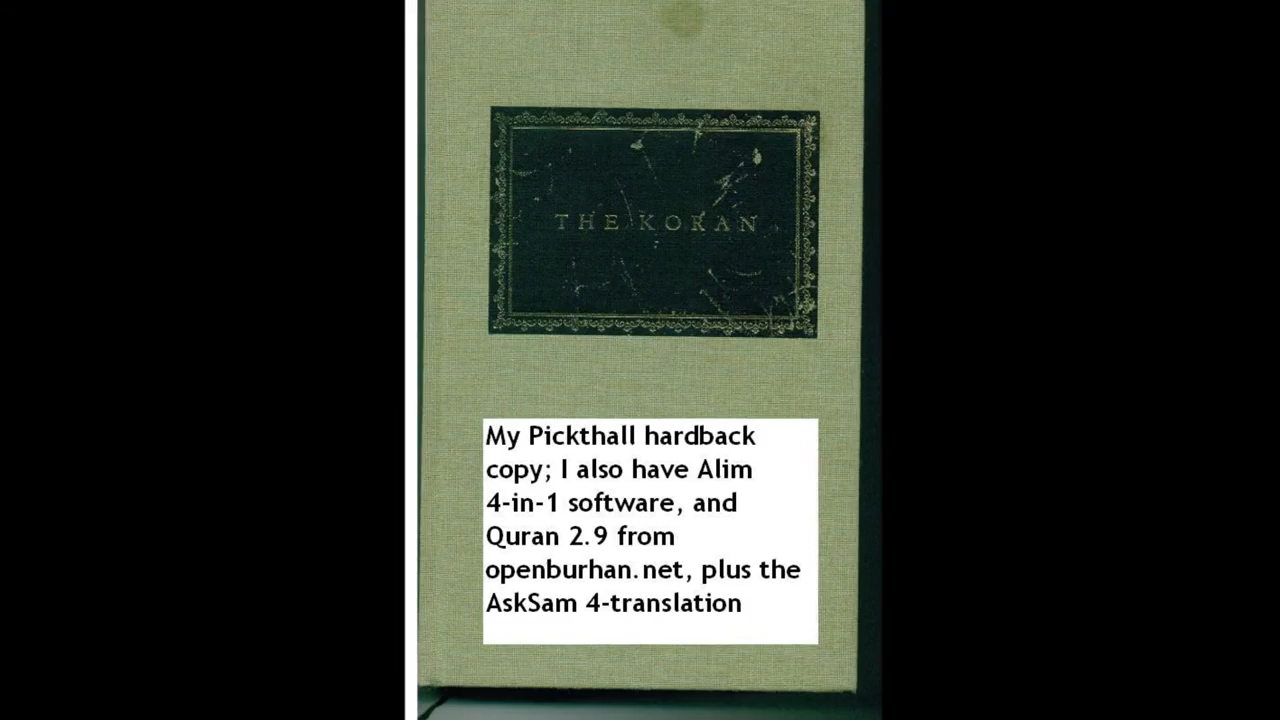 THE KORAN
My Pickthall hardback
copy; I also have Alim
4-in-1 software, and
Quran 2.9 from
openburhan.net, plus the
AskSam 4-translation